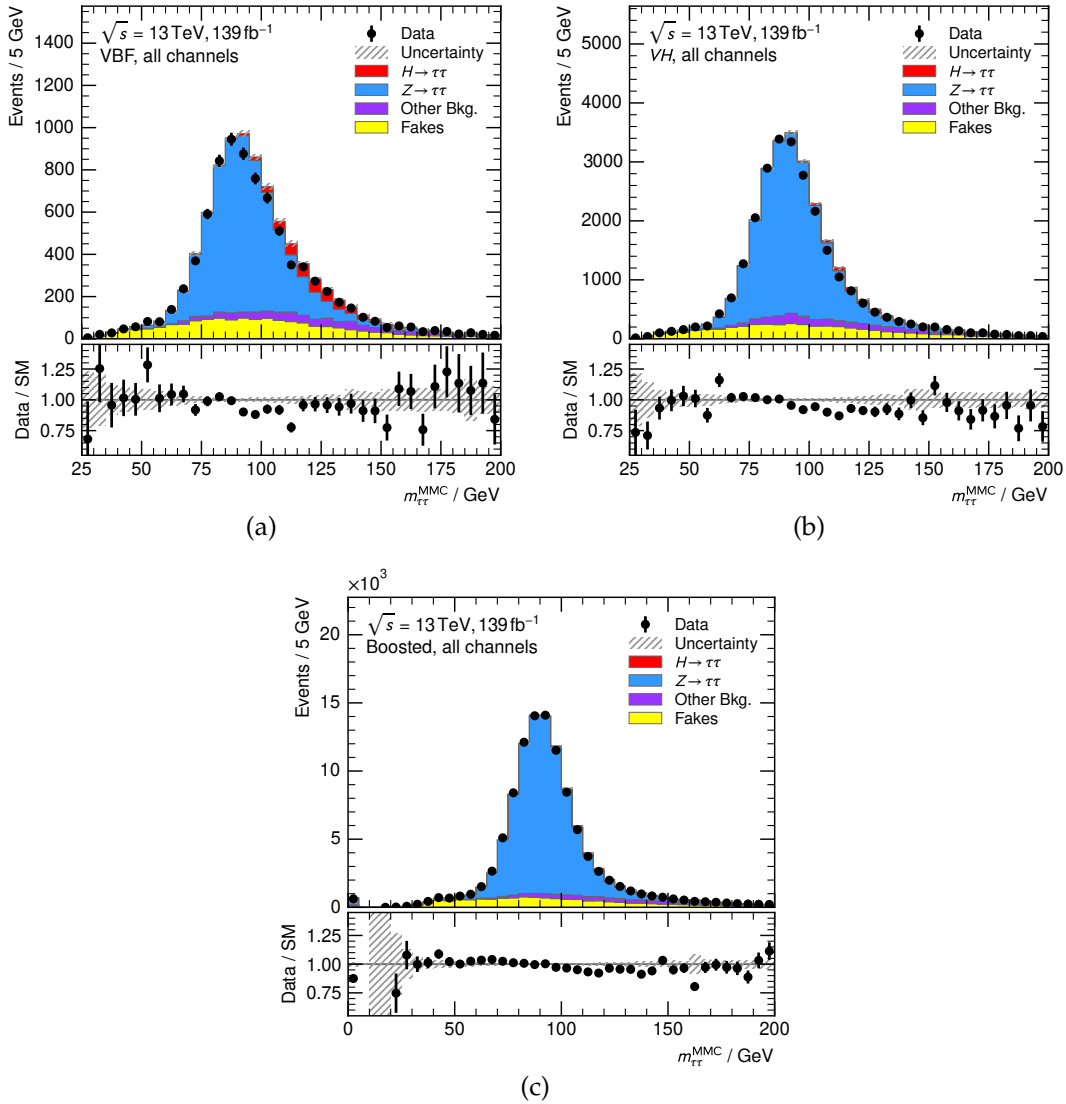 Events / 5 GeV
1400
1200
1000
800
600
400
200
0
√s = 13 TeV, 139 fb⁻¹
VBF, all channels
Data
Uncertainty
H → ττ
Z → ττ
Other Bkg.
Fakes
Data / SM
1.25
1.00
0.75
25 50 75 100 125 150 175 200
m_ττ^MMC / GeV
(a)
Events / 5 GeV
5000
4000
3000
2000
1000
0
√s = 13 TeV, 139 fb⁻¹
VH, all channels
Data
Uncertainty
H → ττ
Z → ττ
Other Bkg.
Fakes
Data / SM
1.25
1.00
0.75
25 50 75 100 125 150 175 200
m_ττ^MMC / GeV
(b)
×10³
Events / 5 GeV
20
15
10
5
0
√s = 13 TeV, 139 fb⁻¹
Boosted, all channels
Data
Uncertainty
H → ττ
Z → ττ
Other Bkg.
Fakes
Data / SM
1.25
1.00
0.75
0 50 100 150 200
m_ττ^MMC / GeV
(c)